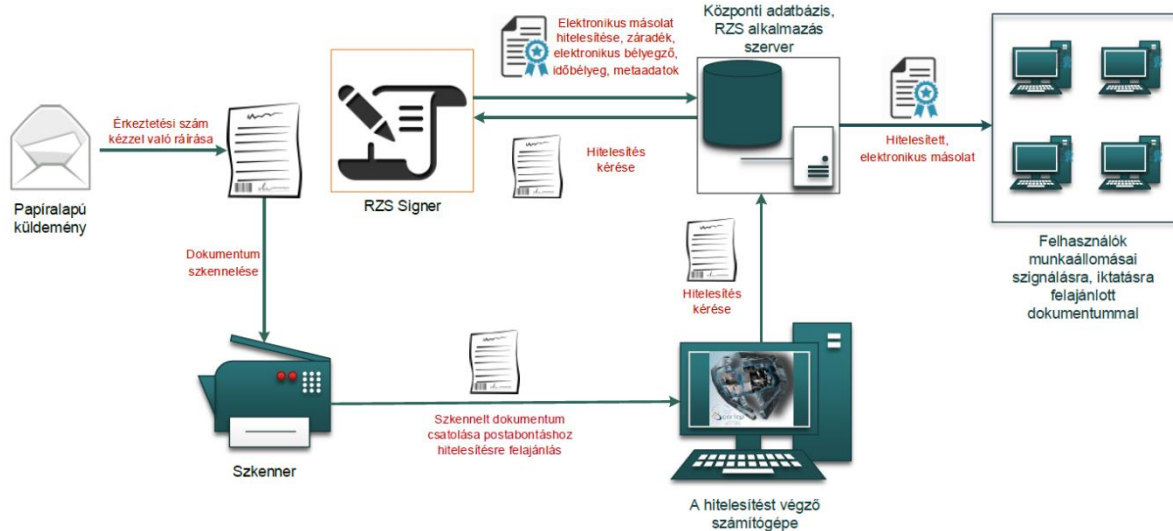 Elektronikus másolat
hitelesítése, záradék,
elektronikus bélyegző,
időbélyeg, metaadatok
Központi adatbázis,
RZS alkalmazás
szerver
Érkeztetési szám
kézzel való ráírása
Hitelesítés
kérése
Hitelesített,
elektronikus másolat
Papíralapú
küldemény
RZS Signer
Dokumentum
szkennelése
Hitelesítés
kérése
Felhasználók
munkaállomásai
szignálásra, iktatásra
felajánlott
dokumentummal
Szkennelt dokumentum
csatolása postabontáshoz
hitelesítésre felajánlás
Szkenner
A hitelesítést végző
számítógépe